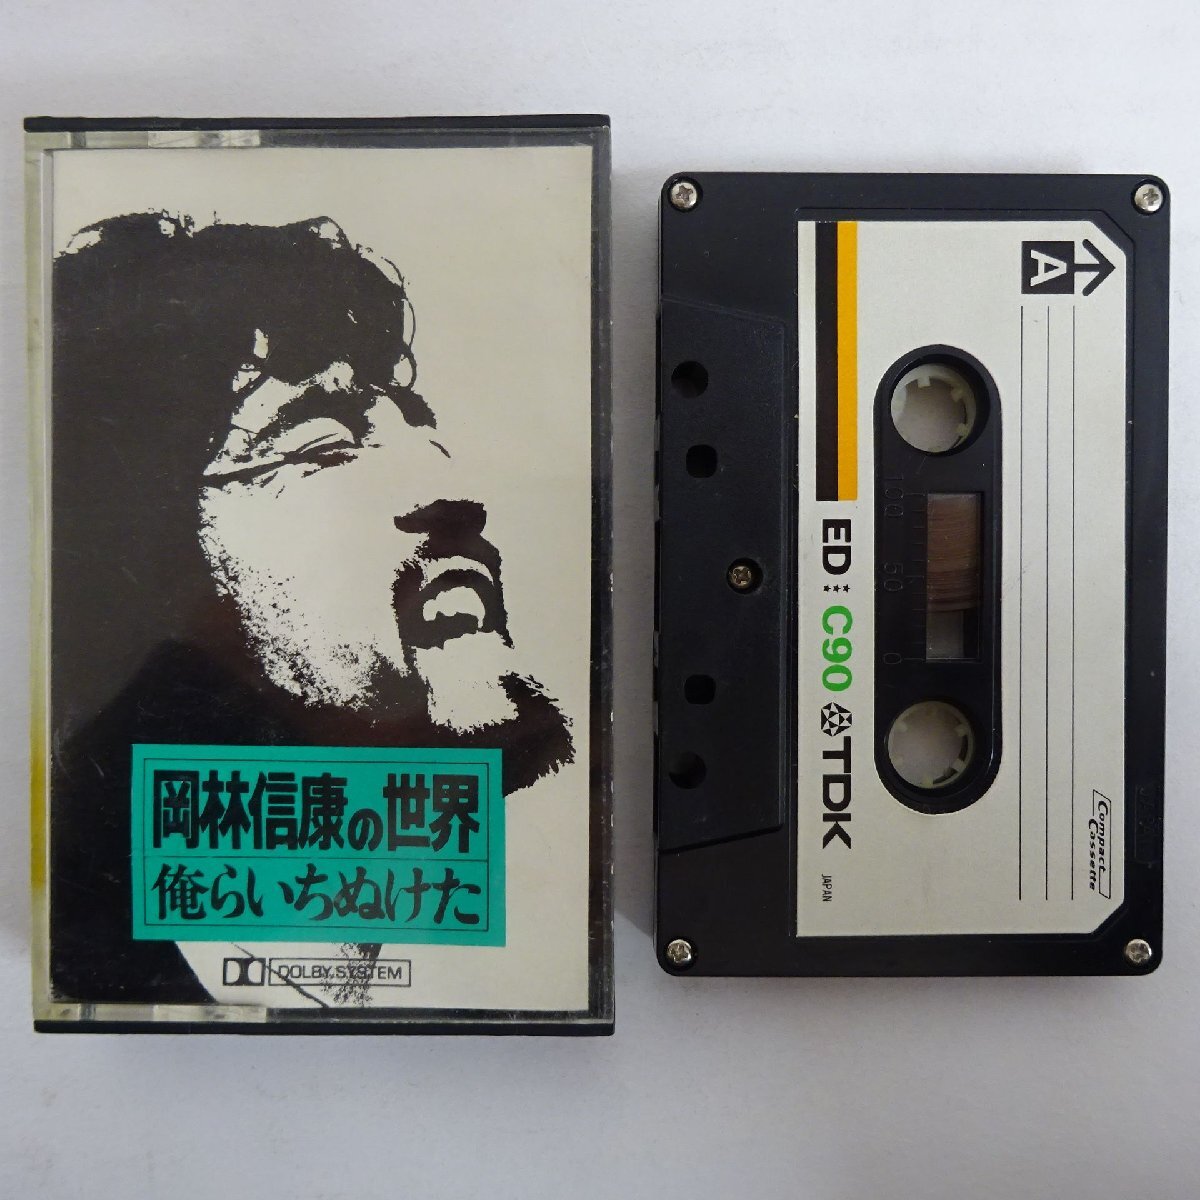 岡林信康の世界
俺らいちぬけた
DOLBY SYSTEM
A
100 50 0
ED C90 TDK
JAPAN
Compact
Cassette